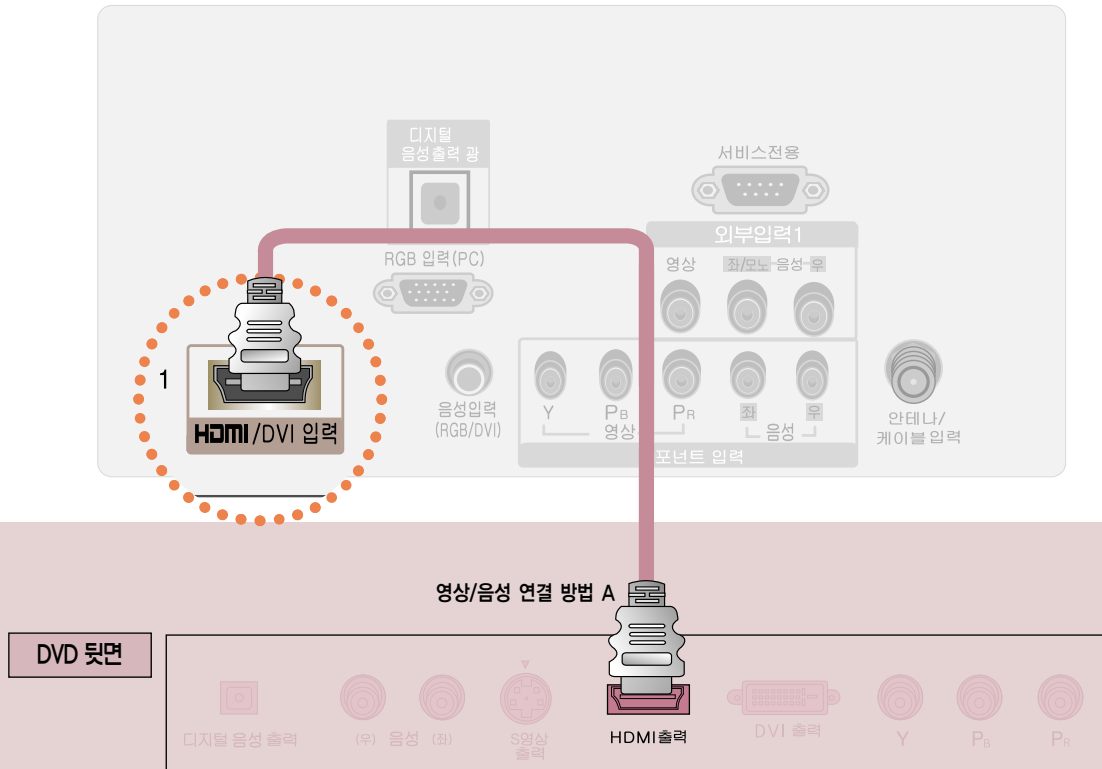 디지털
음성출력 광
서비스전용
외부입력1
RGB 입력(PC)
영상 좌/모노 음성 우
1
HDMI/DVI 입력
음성입력
(RGB/DVI)
Y PB PR 좌 우
영상 음성
포넌트 입력
안테나/
케이블입력
영상/음성 연결 방법 A
DVD 뒷면
디지털 음성 출력
(우) 음성 (좌)
S영상
출력
HDMI출력
DVI 출력
Y PB PR